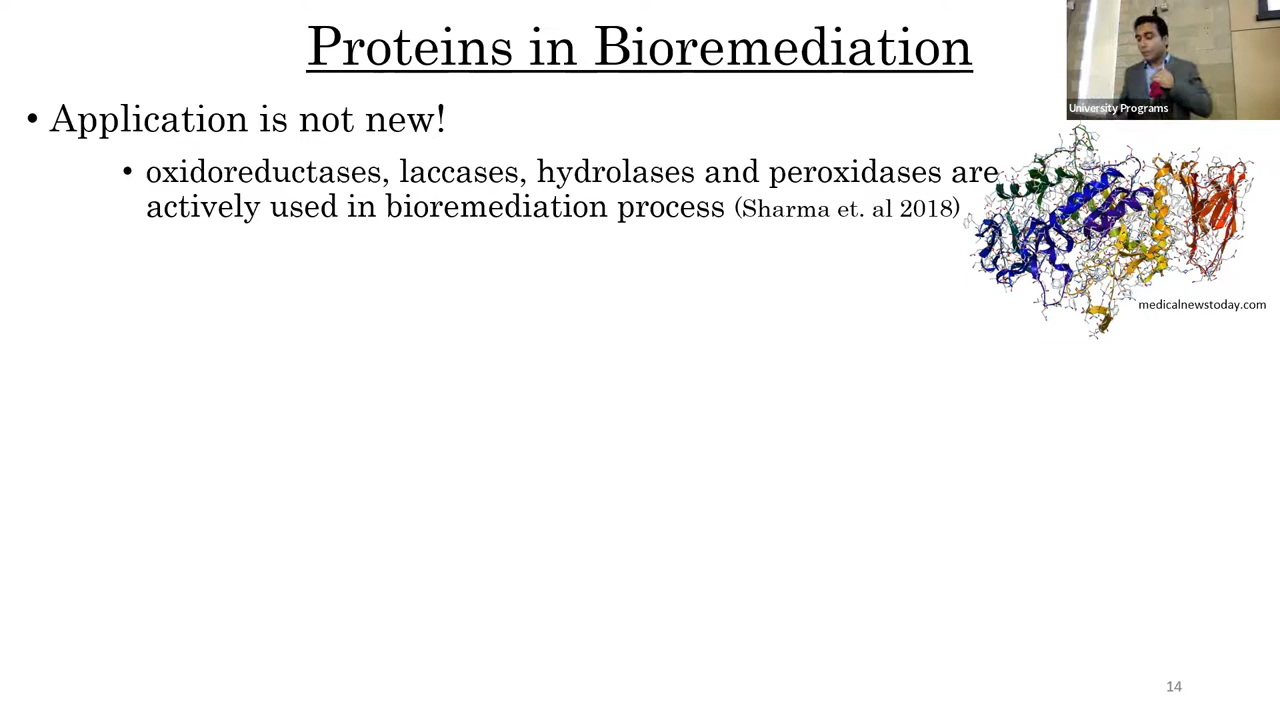 Proteins in Bioremediation
University Programs
• Application is not new!
• oxidoreductases, laccases, hydrolases and peroxidases are
actively used in bioremediation process (Sharma et. al 2018)
medicalnewstoday.com
14